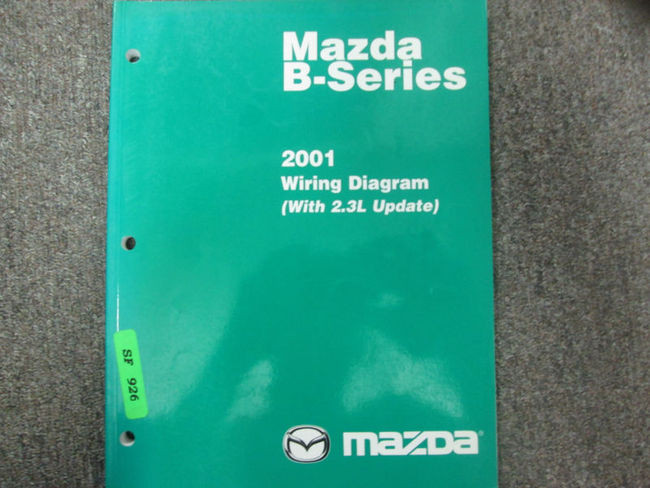 Mazda
B-Series
2001
Wiring Diagram
(With 2.3L Update)
SF 926
mazda®